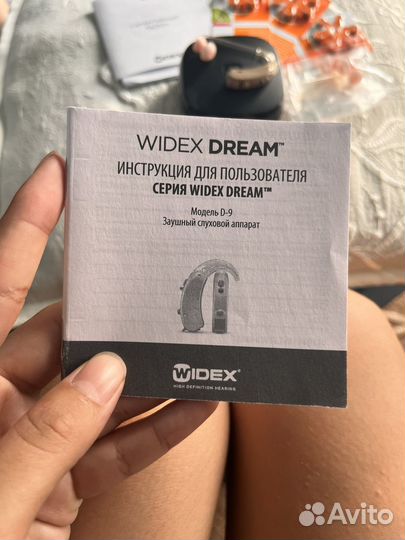 WIDEX DREAM™
ИНСТРУКЦИЯ ДЛЯ ПОЛЬЗОВАТЕЛЯ
СЕРИЯ WIDEX DREAM™
Модель D-9
Заушный слуховой аппарат
WIDEX®
HIGH DEFINITION HEARING
Avito